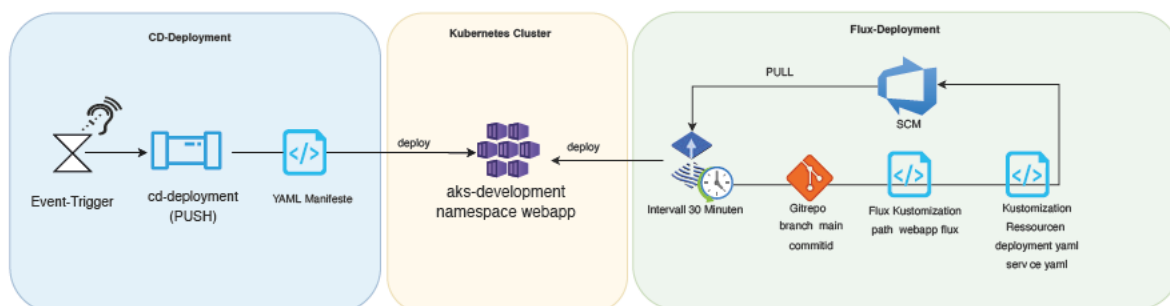 CD-Deployment
Event-Trigger
cd-deployment
(PUSH)
YAML Manifeste
deploy
Kubernetes Cluster
aks-development
namespace webapp
deploy
Flux-Deployment
PULL
SCM
Intervall 30 Minuten
Gitrepo
branch main
commitid
Flux Kustomization
path webapp flux
Kustomization
Ressourcen
deployment yaml
serv ce yaml